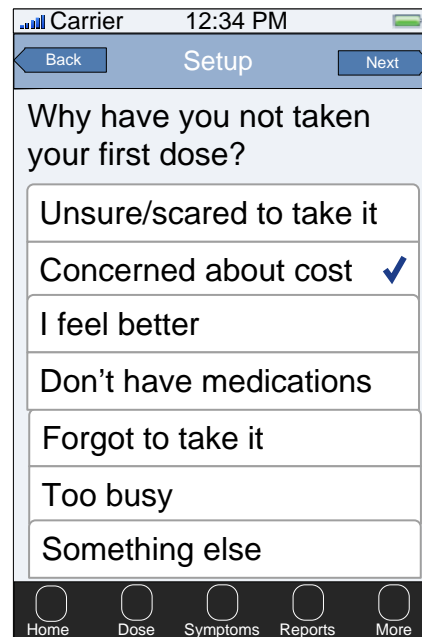 Carrier 12:34 PM
Back Setup Next
Why have you not taken
your first dose?
Unsure/scared to take it
Concerned about cost
I feel better
Don’t have medications
Forgot to take it
Too busy
Something else
Home Dose Symptoms Reports More